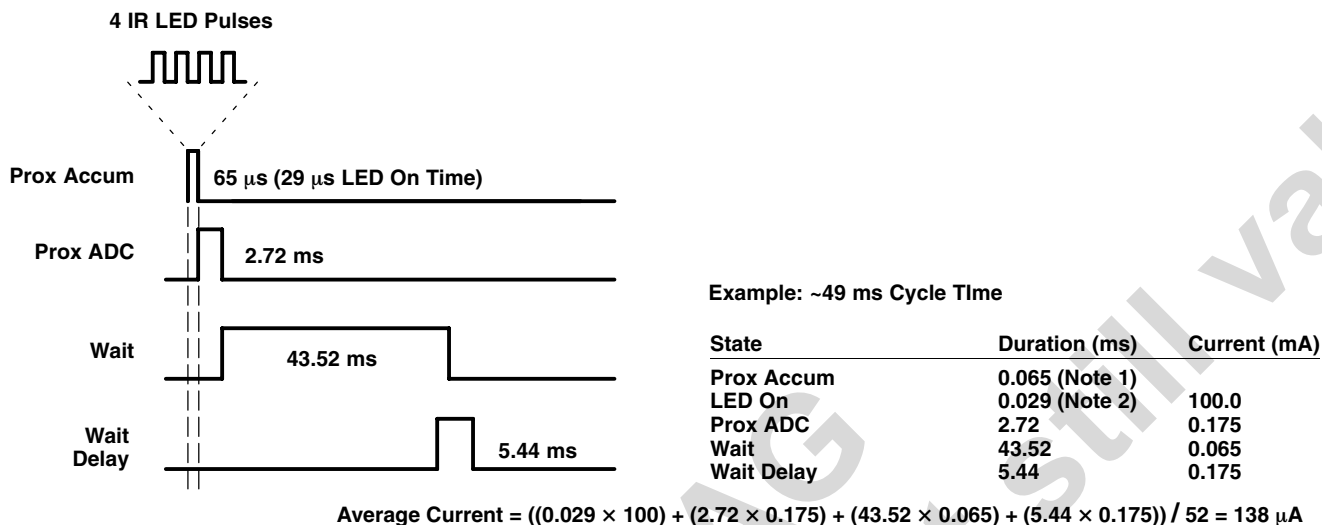 4 IR LED Pulses
Prox Accum
65 μs (29 μs LED On Time)
Prox ADC
2.72 ms
Wait
43.52 ms
Wait
Delay
5.44 ms
Example: ~49 ms Cycle TIme
State Duration (ms) Current (mA)
Prox Accum 0.065 (Note 1)
LED On 0.029 (Note 2) 100.0
Prox ADC 2.72 0.175
Wait 43.52 0.065
Wait Delay 5.44 0.175
Average Current = ((0.029 × 100) + (2.72 × 0.175) + (43.52 × 0.065) + (5.44 × 0.175)) / 52 = 138 μA
AG
still